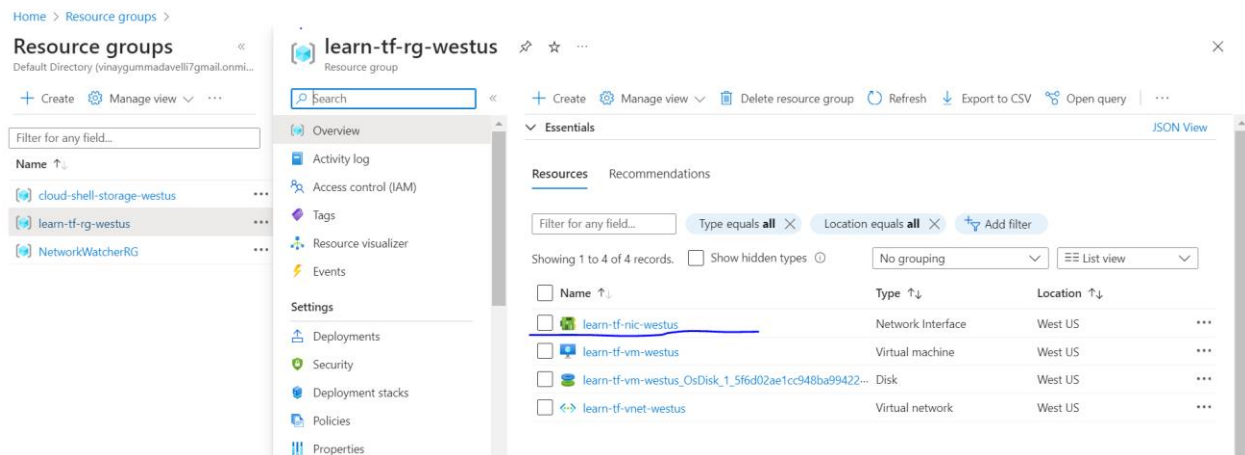 Home > Resource groups >
Resource groups
Default Directory (vinaygummadavelli7gmail.onmi...
Create Manage view ...
Filter for any field...
Name ↑↓
cloud-shell-storage-westus ...
learn-tf-rg-westus ...
NetworkWatcherRG ...
learn-tf-rg-westus ...
Resource group
Search
Overview
Activity log
Access control (IAM)
Tags
Resource visualizer
Events
Settings
Deployments
Security
Deployment stacks
Policies
Properties
Create Manage view Delete resource group Refresh Export to CSV Open query ...
Essentials JSON View
Resources Recommendations
Filter for any field... Type equals all Location equals all Add filter
Showing 1 to 4 of 4 records. Show hidden types No grouping List view
Name ↑↓ Type ↑↓ Location ↑↓
learn-tf-nic-westus Network Interface West US ...
learn-tf-vm-westus Virtual machine West US ...
learn-tf-vm-westus_OsDisk_1_5f6d02ae1cc948ba99422... Disk West US ...
learn-tf-vnet-westus Virtual network West US ...